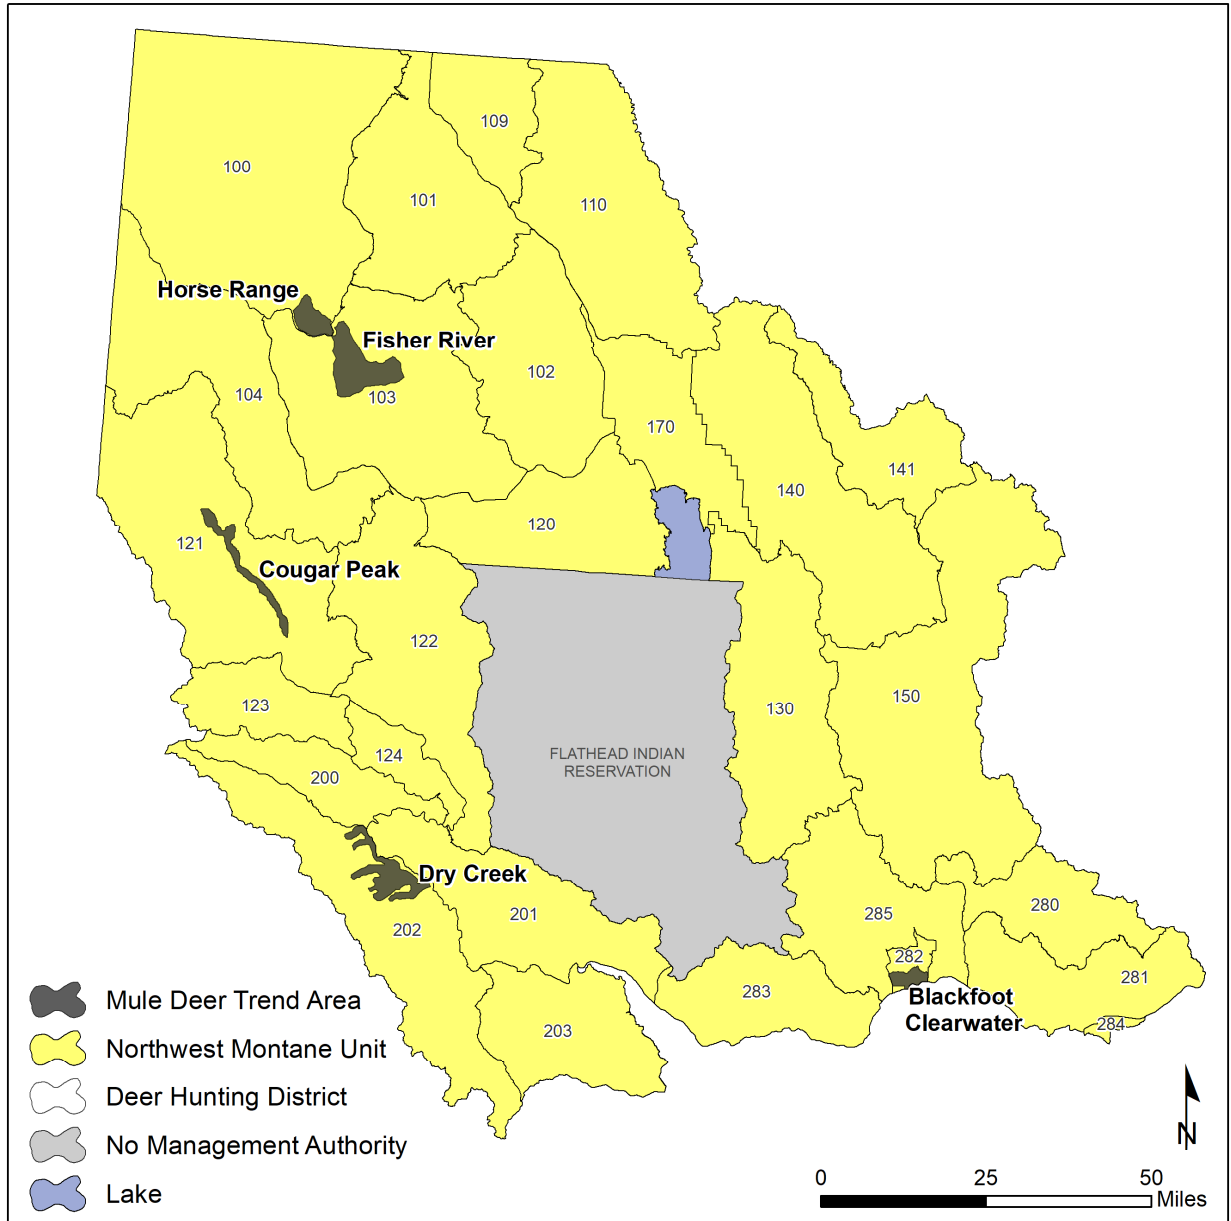 109
100
101
110
Horse Range
Fisher River
102
104
103
170
141
140
120
121
Cougar Peak
122
150
123
130
124
FLATHEAD INDIAN
RESERVATION
200
Dry Creek
201
202
285
280
282
281
283
Blackfoot
Clearwater
284
203
Mule Deer Trend Area
Northwest Montane Unit
Deer Hunting District
No Management Authority
Lake
N
0 25 50
Miles